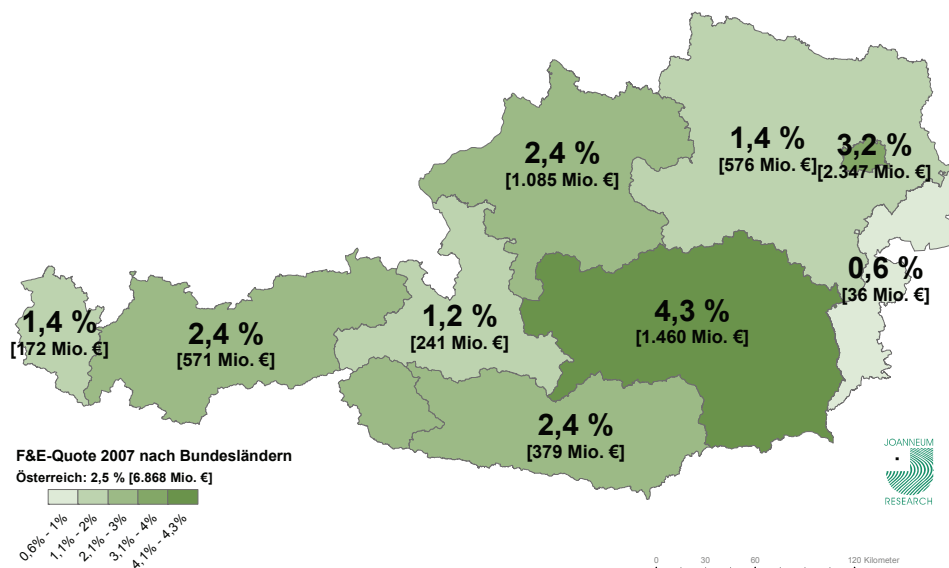 2,4 %
[1.085 Mio. €]
1,4 %
[576 Mio. €]
3,2 %
[2.347 Mio. €]
0,6 %
[36 Mio. €]
1,4 %
[172 Mio. €]
2,4 %
[571 Mio. €]
1,2 %
[241 Mio. €]
4,3 %
[1.460 Mio. €]
2,4 %
[379 Mio. €]
F&E-Quote 2007 nach Bundesländern
Österreich: 2,5 % [6.868 Mio. €]
0,6% - 1%
1,1% - 2%
2,1% - 3%
3,1% - 4%
4,1% - 4,3%
JOANNEUM
RESEARCH
0 30 60 120 Kilometer